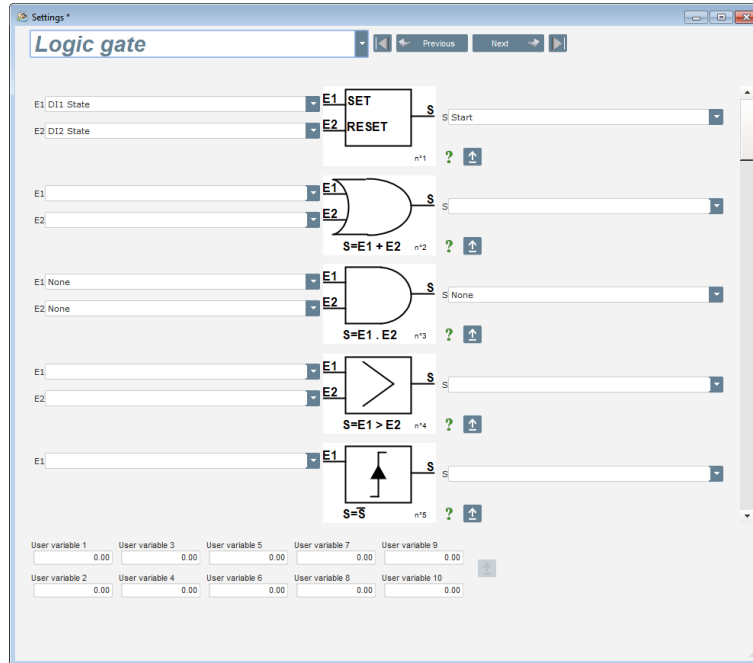 Settings *
Logic gate
Previous
Next
E1 DI1 State
E2 DI2 State
E1 SET
E2 RESET
S
n°1
S Start
?
E1
E2
E1
E2
S
S=E1 + E2 n°2
S
?
E1 None
E2 None
E1
E2
S
S=E1 . E2 n°3
S None
?
E1
E2
E1
E2
S
S=E1 > E2 n°4
S
?
E1
E1
S
S=S̅ n°5
S
?
User variable 1 User variable 3 User variable 5 User variable 7 User variable 9
0.00 0.00 0.00 0.00 0.00
User variable 2 User variable 4 User variable 6 User variable 8 User variable 10
0.00 0.00 0.00 0.00 0.00